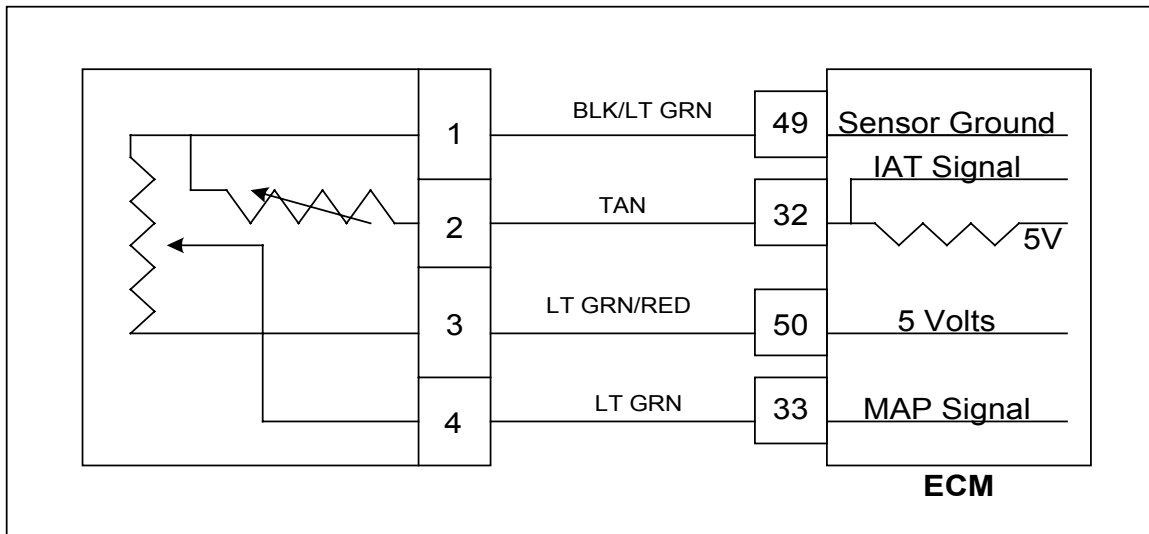 1
BLK/LT GRN
49
Sensor Ground
IAT Signal
2
TAN
32
5V
3
LT GRN/RED
50
5 Volts
4
LT GRN
33
MAP Signal
ECM